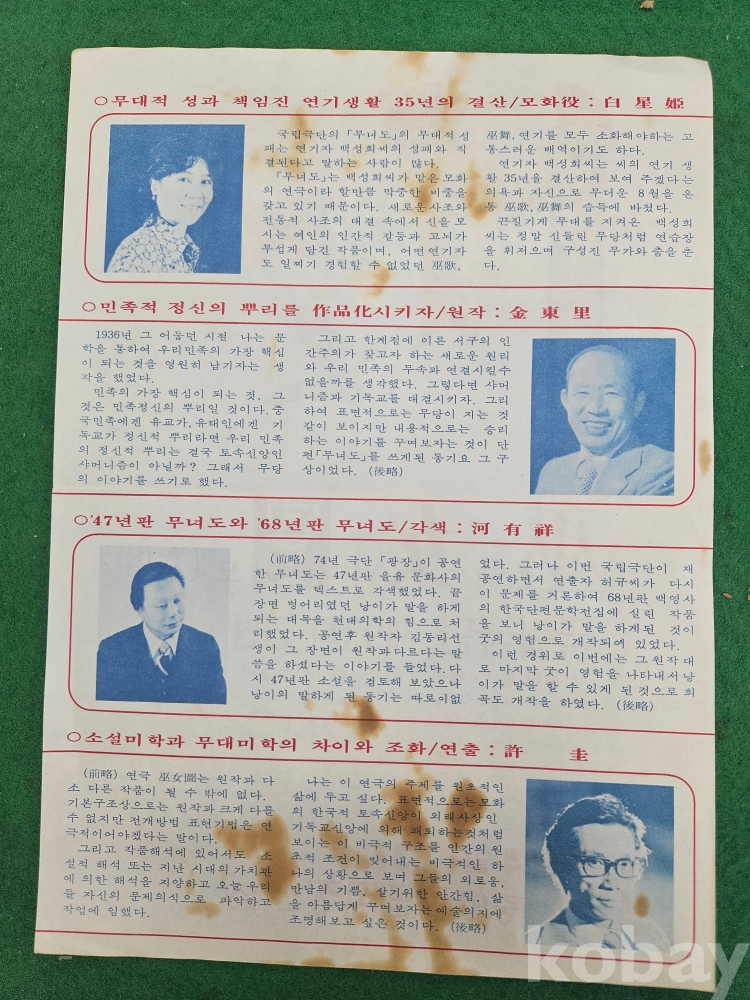 ○무대적 성과 책임진 연기생활 35년의 결산/모화役 : 白星姬
국립극단의 「무녀도」의 무대적 성
패는 연기자 백성희씨의 성패와 직
결된다고 말하는 사람이 많다.
「무녀도」는 백성희씨가 맡은 모화
의 연극이라 할만큼 막중한 비중을
갖고 있기 때문이다. 새로운사조와
전통적 사조의 대결 속에서 신을 모
시는 여인의 인간적 갈등과 고뇌가
무섭게 담긴 작품이며, 어떤연기자
도 일찌기 경험할 수 없었던 巫歌,
巫舞, 연기를 모두 소화해야하는 고
통스러운 배역이기도 하다.
연기자 백성희씨는 씨의 연기 생
활 35년을 결산하여 보여 주겠다는
의욕과 자신으로 무더운 8월을 온
통 巫歌, 巫舞의 습득에 바쳤다.
끈질기게 무대를 지켜온 백성희
씨는 정말 신들린 무당처럼 연습장
을 휘저으며 구성진 무가와 춤을 춘
다.
○민족적 정신의 뿌리를 作品化시키자/원작 : 金東里
1936년 그 어둡던 시절 나는 문
학을 통하여 우리민족의 가장 핵심
이 되는 것을 영원히 남기자는 생
각을 했었다.
민족의 가장 핵심이 되는 것, 그
것은 민족정신의 뿌리일 것이다. 중
국민족에겐 유교가, 유태인에겐 기
독교가 정신적 뿌리라면 우리 민족
의 정신적 뿌리는 결국 토속신앙인
샤머니즘이 아닐까? 그래서 무당
의 이야기를 쓰기로 했다.
그리고 한계점에 이른 서구의 인
간주의가 찾고자 하는 새로운 원리
와 우리 민족의 무속과 연결시킬수
없을까를 생각했다. 그렇다면 샤머
니즘과 기독교를 대결시키자. 그리
하여 표면적으로는 무당이 지는 것
같이 보이지만 내용적으로는 승리
하는 이야기를 꾸며보자는 것이 단
편「무녀도」를 쓰게된 동기요 그 구
상이었다. (後略)
○'47년판 무녀도와 '68년판 무녀도/각색 : 河有祥
(前略) 74년 극단 「광장」이 공연
한 무녀도는 47년판 을유 문화사의
무녀도를 텍스트로 각색했었다. 끝
장면 벙어리였던 낭이가 말을 하게
되는 대목을 현대의학의 힘으로 처
리했었다. 공연후 원작자 김동리선
생이 그 장면이 원작과다르다는 말
씀을 하셨다는 이야기를 들었다. 다
시 47년판 소설을 검토해 보았으나
낭이의 말하게 된 동기는 따로이없
었다. 그러나 이번 국립극단이 재
공연하면서 연출자 허규씨가 다시
이 문제를 거론하여 68년판 백영사
의 한국단편문학전집에 실린 작품
을 보니 낭이가 말을 하게된 것이
굿의 영험으로 개작되여 있었다.
이런 경위로 이번에는 그 원작 대
로 마지막 굿이 영험을 나타내서낭
이가 말을 할 수 있게 된 것으로 희
곡도 개작을 하였다. (後略)
○소설미학과 무대미학의 차이와 조화/연출 : 許圭
(前略) 연극 巫女圖는 원작과 다
소 다른 작품이 될 수 밖에 없다.
기본구조상으로는 원작과 크게 다를
수 없지만 전개방법 표현기법은 연
극적이어야겠다는 말이다.
그리고 작품해석에 있어서도 소
설적 해석 또는 지난 시대의 가치관
에 의한 해석을 지양하고 오늘 우리
들 자신의 문제의식으로 파악하고
작업에 임했다.
나는 이 연극의 주제를 원초적인
삶에 두고 싶다. 표면적으로는모화
의 한국적 토속신앙이 외래사상인
기독교신앙에 의해 패퇴하는것처럼
보이는 이 비극적 구조를 인간의원
초적 조건이 빚어내는 비극적인 하
나의 상황으로 보며 그들의 외로움,
만남의 기쁨, 살기위한 안간힘, 삶
을 아름답게 꾸며보자는 예술의지에
조명해보고 싶은 것이다. (後略)
kobay